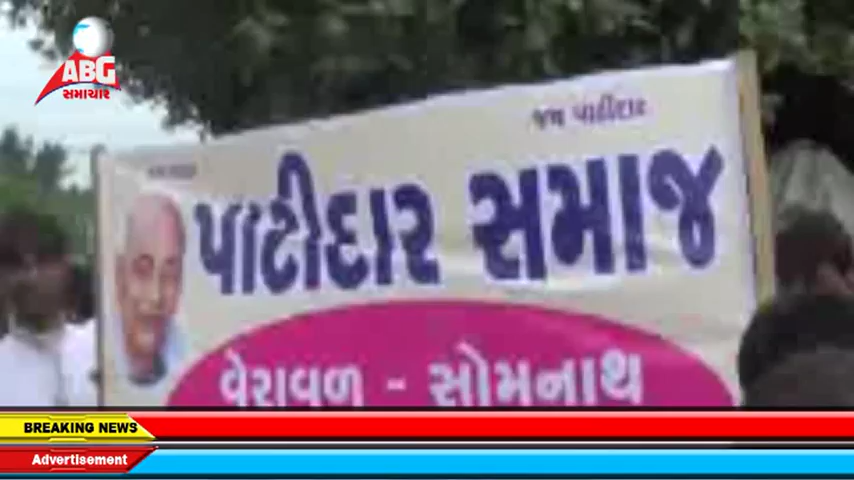 ABG
સમાચાર
જય પાટીદાર
પાટીદાર સમાજ
વેરાવળ - સોમનાથ
BREAKING NEWS
Advertisement